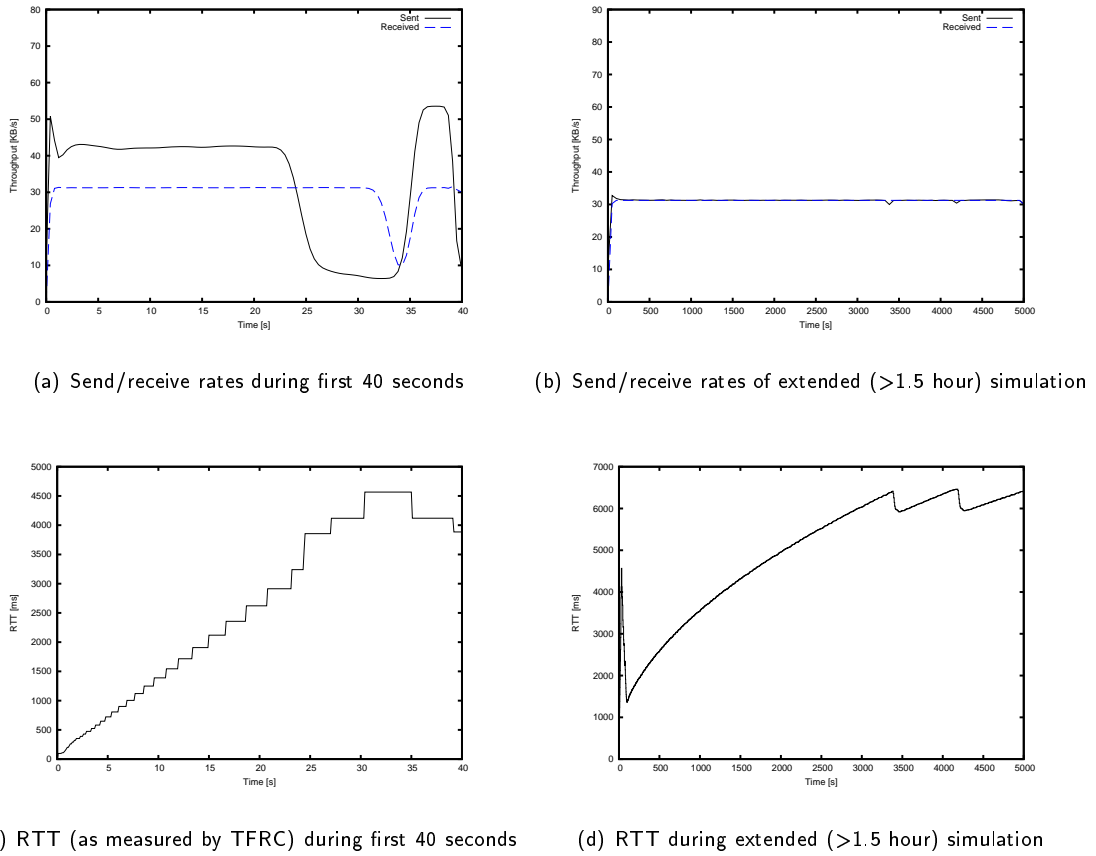 80
70
60
50
40
30
20
10
0
Throughput [KB/s]
Sent
Received
0 5 10 15 20 25 30 35 40
Time [s]
(a) Send/receive rates during first 40 seconds
90
80
70
60
50
40
30
20
10
0
Throughput [KB/s]
Sent
Received
0 500 1000 1500 2000 2500 3000 3500 4000 4500 5000
Time [s]
(b) Send/receive rates of extended (>1.5 hour) simulation
5000
4500
4000
3500
3000
2500
2000
1500
1000
500
0
RTT [ms]
0 5 10 15 20 25 30 35 40
Time [s]
) RTT (as measured by TFRC) during first 40 seconds
7000
6000
5000
4000
3000
2000
1000
0
RTT [ms]
0 500 1000 1500 2000 2500 3000 3500 4000 4500 5000
Time [s]
(d) RTT during extended (>1.5 hour) simulation